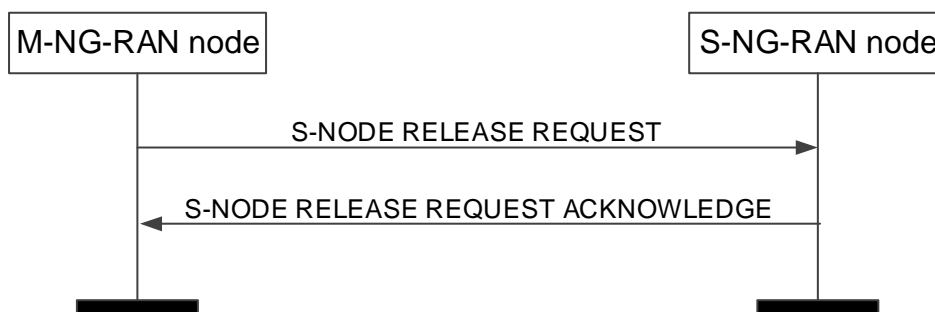 M-NG-RAN node
S-NG-RAN node
S-NODE RELEASE REQUEST
S-NODE RELEASE REQUEST ACKNOWLEDGE